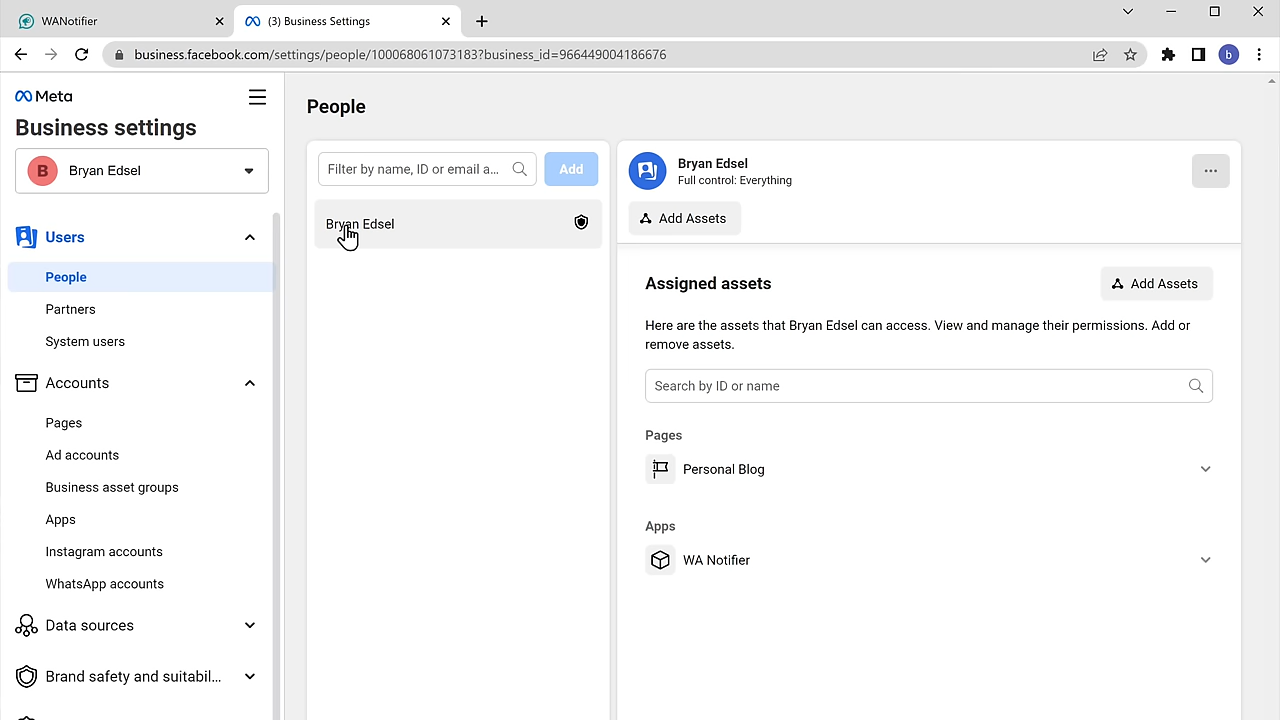 WANotifier
(3) Business Settings
business.facebook.com/settings/people/100068061073183?business_id=966449004186676
b
Meta
Business settings
B
Bryan Edsel
Users
People
Partners
System users
Accounts
Pages
Ad accounts
Business asset groups
Apps
Instagram accounts
WhatsApp accounts
Data sources
Brand safety and suitabil...
People
Filter by name, ID or email a...
Add
Bryan Edsel
Bryan Edsel
Full control: Everything
Add Assets
Assigned assets
Add Assets
Here are the assets that Bryan Edsel can access. View and manage their permissions. Add or
remove assets.
Search by ID or name
Pages
Personal Blog
Apps
WA Notifier